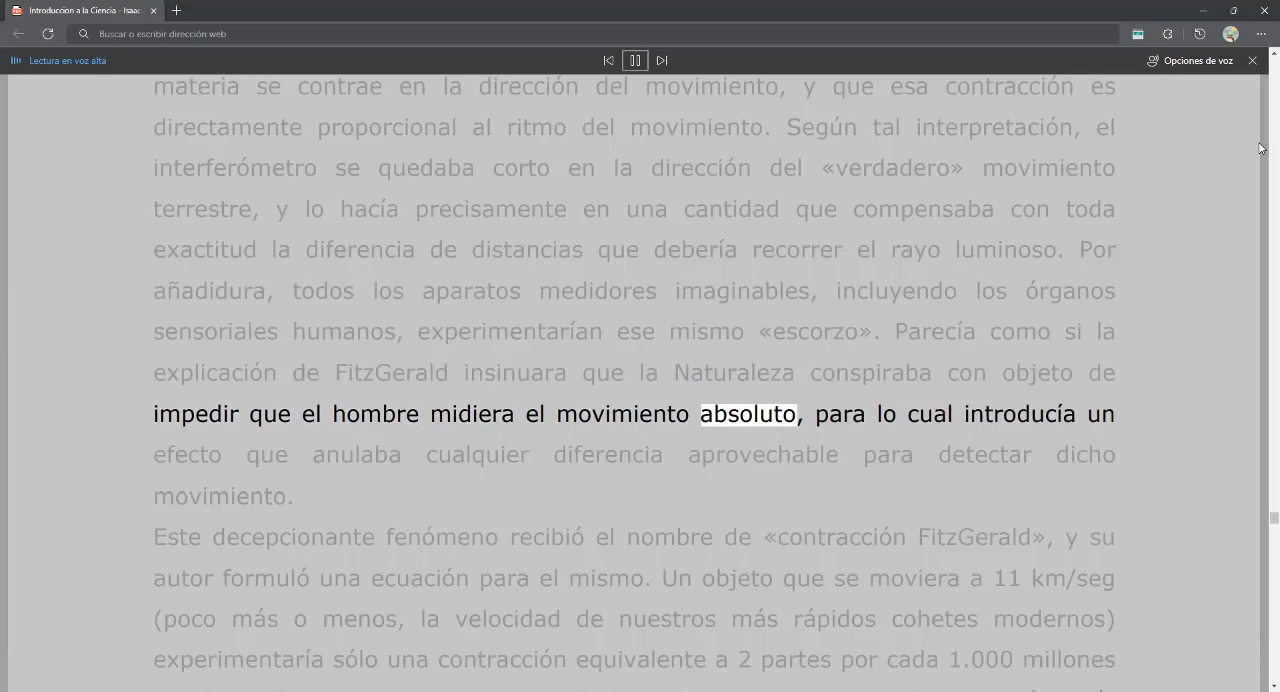 Introduccion a la Ciencia - Isaac
Buscar o escribir dirección web
Lectura en voz alta
Opciones de voz
materia se contrae en la dirección del movimiento, y que esa contracción es
directamente proporcional al ritmo del movimiento. Según tal interpretación, el
interferómetro se quedaba corto en la dirección del «verdadero» movimiento
terrestre, y lo hacía precisamente en una cantidad que compensaba con toda
exactitud la diferencia de distancias que debería recorrer el rayo luminoso. Por
añadidura, todos los aparatos medidores imaginables, incluyendo los órganos
sensoriales humanos, experimentarían ese mismo «escorzo». Parecía como si la
explicación de FitzGerald insinuara que la Naturaleza conspiraba con objeto de
impedir que el hombre midiera el movimiento absoluto, para lo cual introducía un
efecto que anulaba cualquier diferencia aprovechable para detectar dicho
movimiento.
Este decepcionante fenómeno recibió el nombre de «contracción FitzGerald», y su
autor formuló una ecuación para el mismo. Un objeto que se moviera a 11 km/seg
(poco más o menos, la velocidad de nuestros más rápidos cohetes modernos)
experimentaría sólo una contracción equivalente a 2 partes por cada 1.000 millones